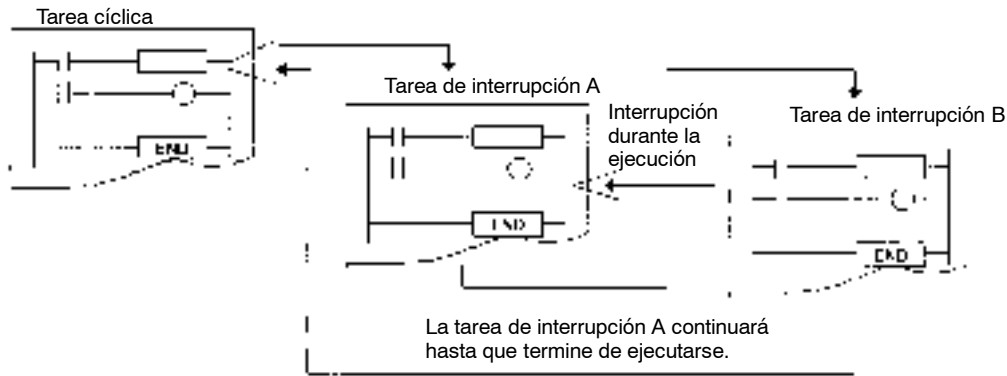 Tarea cíclica
END
Tarea de interrupción A
Interrupción
durante la
ejecución
END
Tarea de interrupción B
END
La tarea de interrupción A continuará
hasta que termine de ejecutarse.